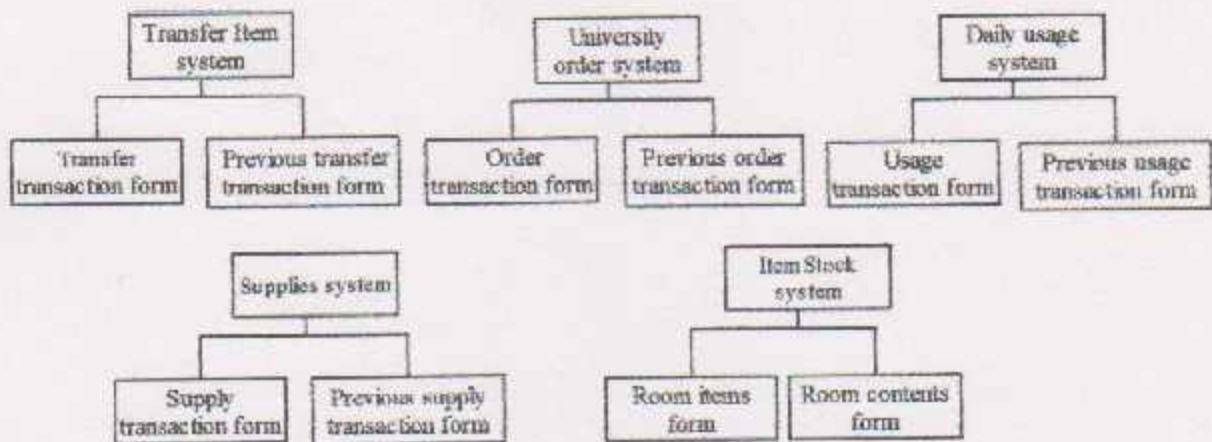 Transfer Item
system
University
order system
Daily usage
system
Transfer
transaction form
Previous transfer
transaction form
Order
transaction form
Previous order
transaction form
Usage
transaction form
Previous usage
transaction form
Supplies system
Item Stock
system
Supply
transaction form
Previous supply
transaction form
Room items
form
Room contents
form